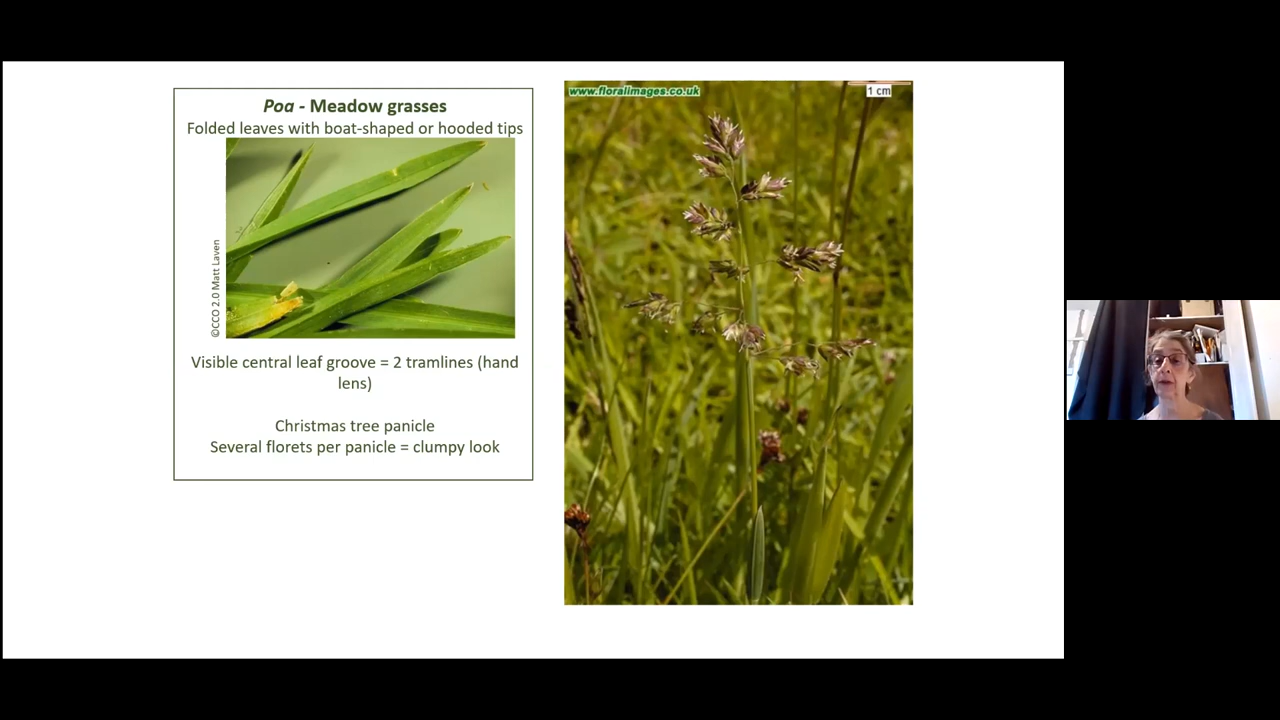 Poa - Meadow grasses
Folded leaves with boat-shaped or hooded tips
©CCO 2.0 Matt Laven
Visible central leaf groove = 2 tramlines (hand
lens)
Christmas tree panicle
Several florets per panicle = clumpy look
www.floralimages.co.uk
1 cm